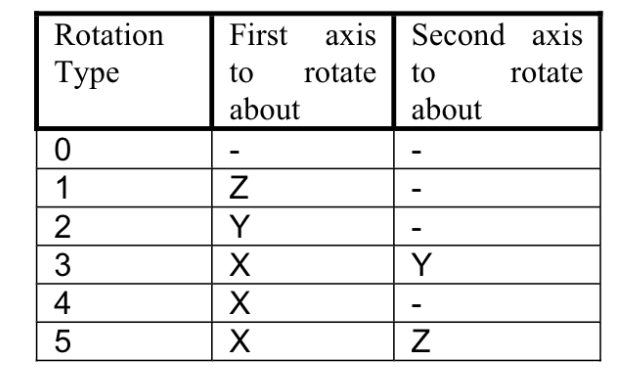 Rotation Type | First axis to rotate about | Second axis to rotate about
0 | - | -
1 | Z | -
2 | Y | -
3 | X | Y
4 | X | -
5 | X | Z